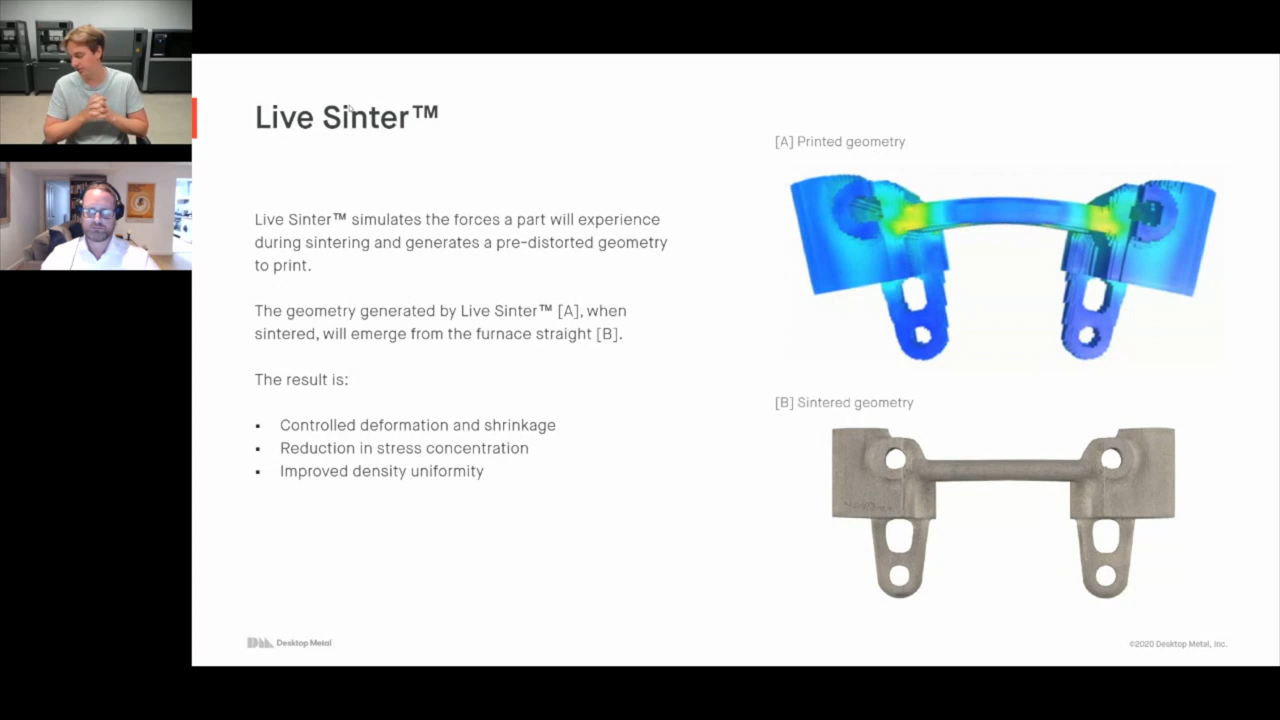 Live Sinter™
Live Sinter™ simulates the forces a part will experience
during sintering and generates a pre-distorted geometry
to print.
The geometry generated by Live Sinter™ [A], when
sintered, will emerge from the furnace straight [B].
The result is:
▪ Controlled deformation and shrinkage
▪ Reduction in stress concentration
▪ Improved density uniformity
[A] Printed geometry
[B] Sintered geometry
Desktop Metal
©2020 Desktop Metal, Inc.